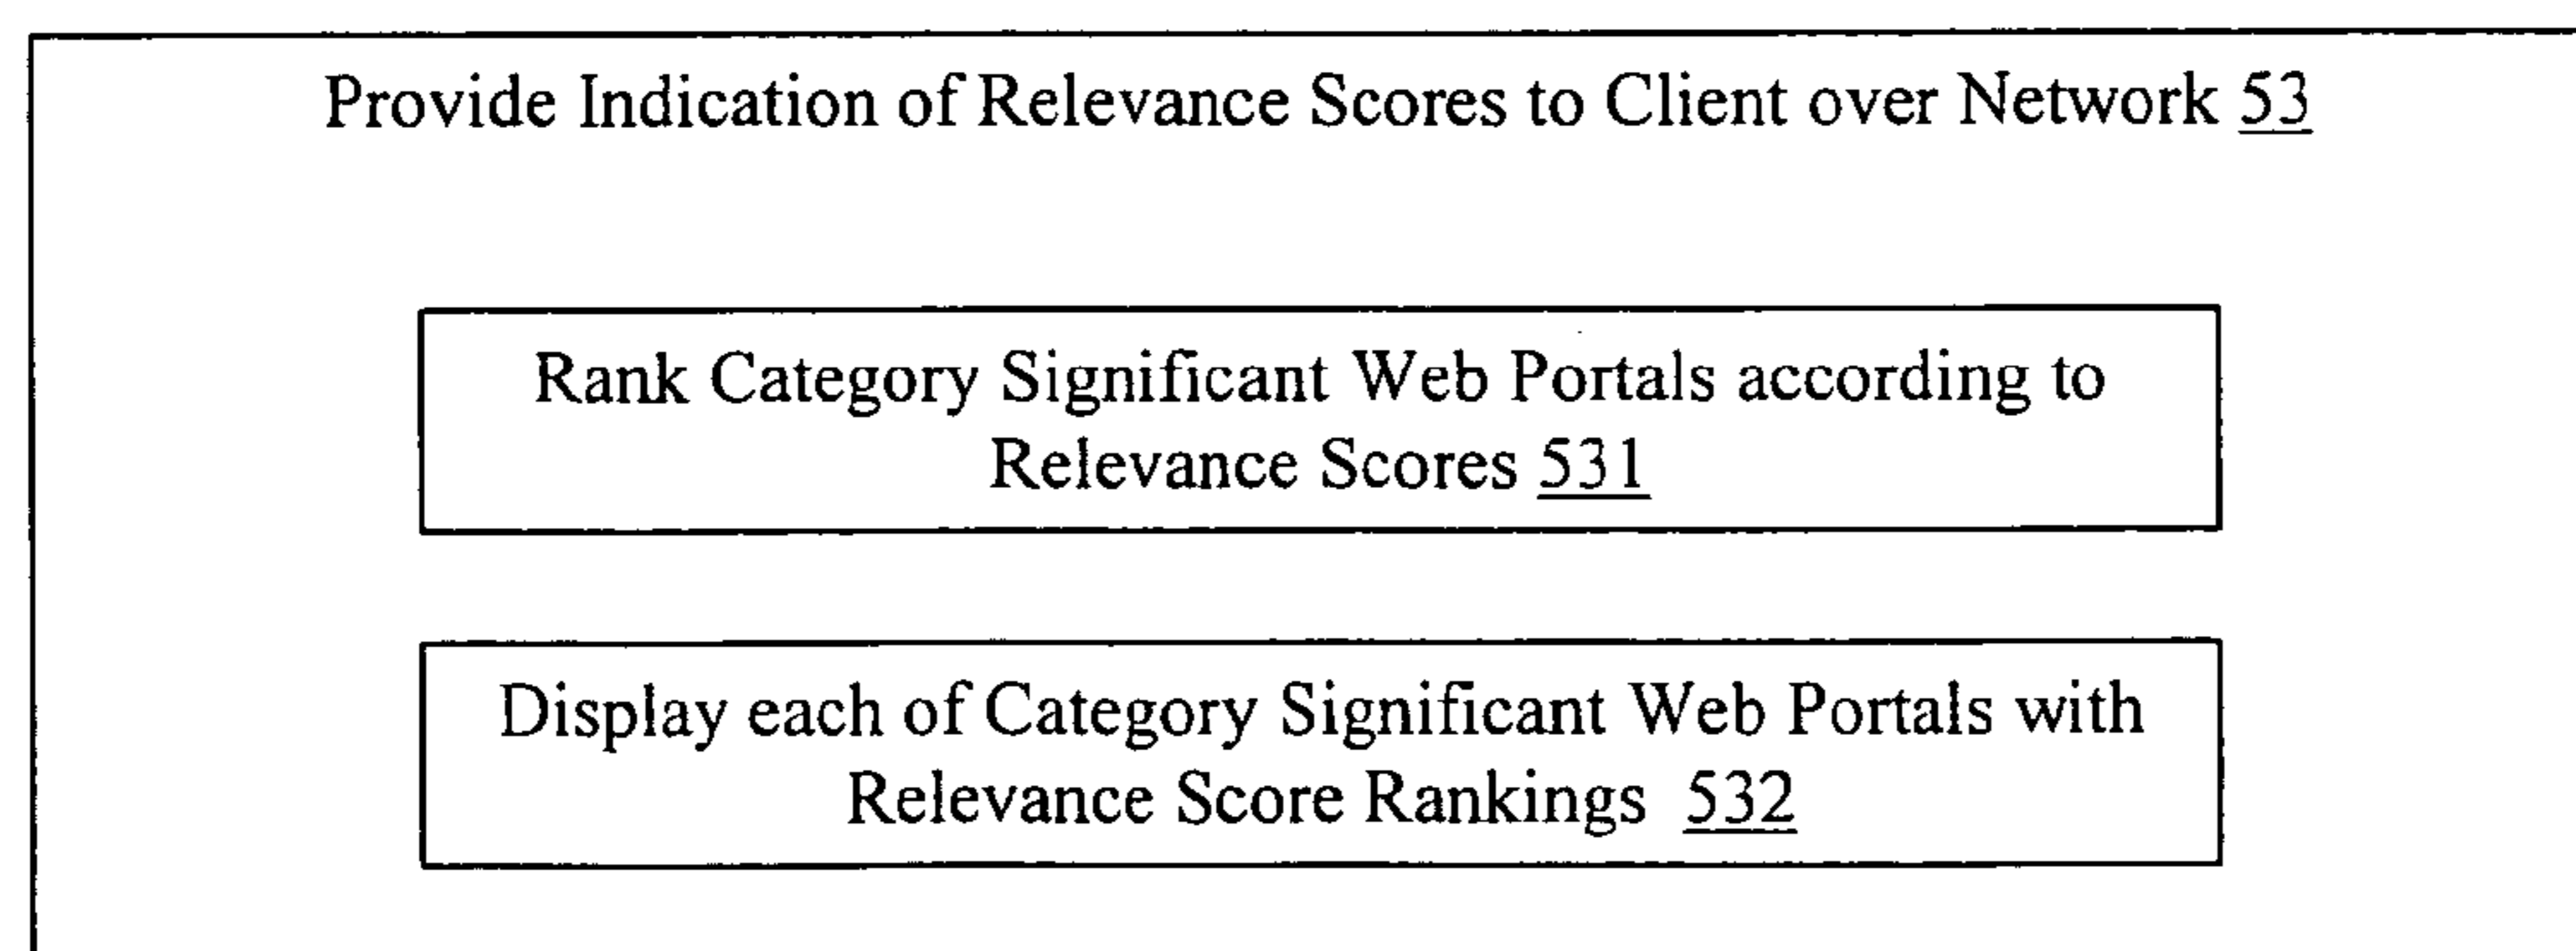 Provide Indication of Relevance Scores to Client over Network 53
Rank Category Significant Web Portals according to
Relevance Scores 531
Display each of Category Significant Web Portals with
Relevance Score Rankings 532